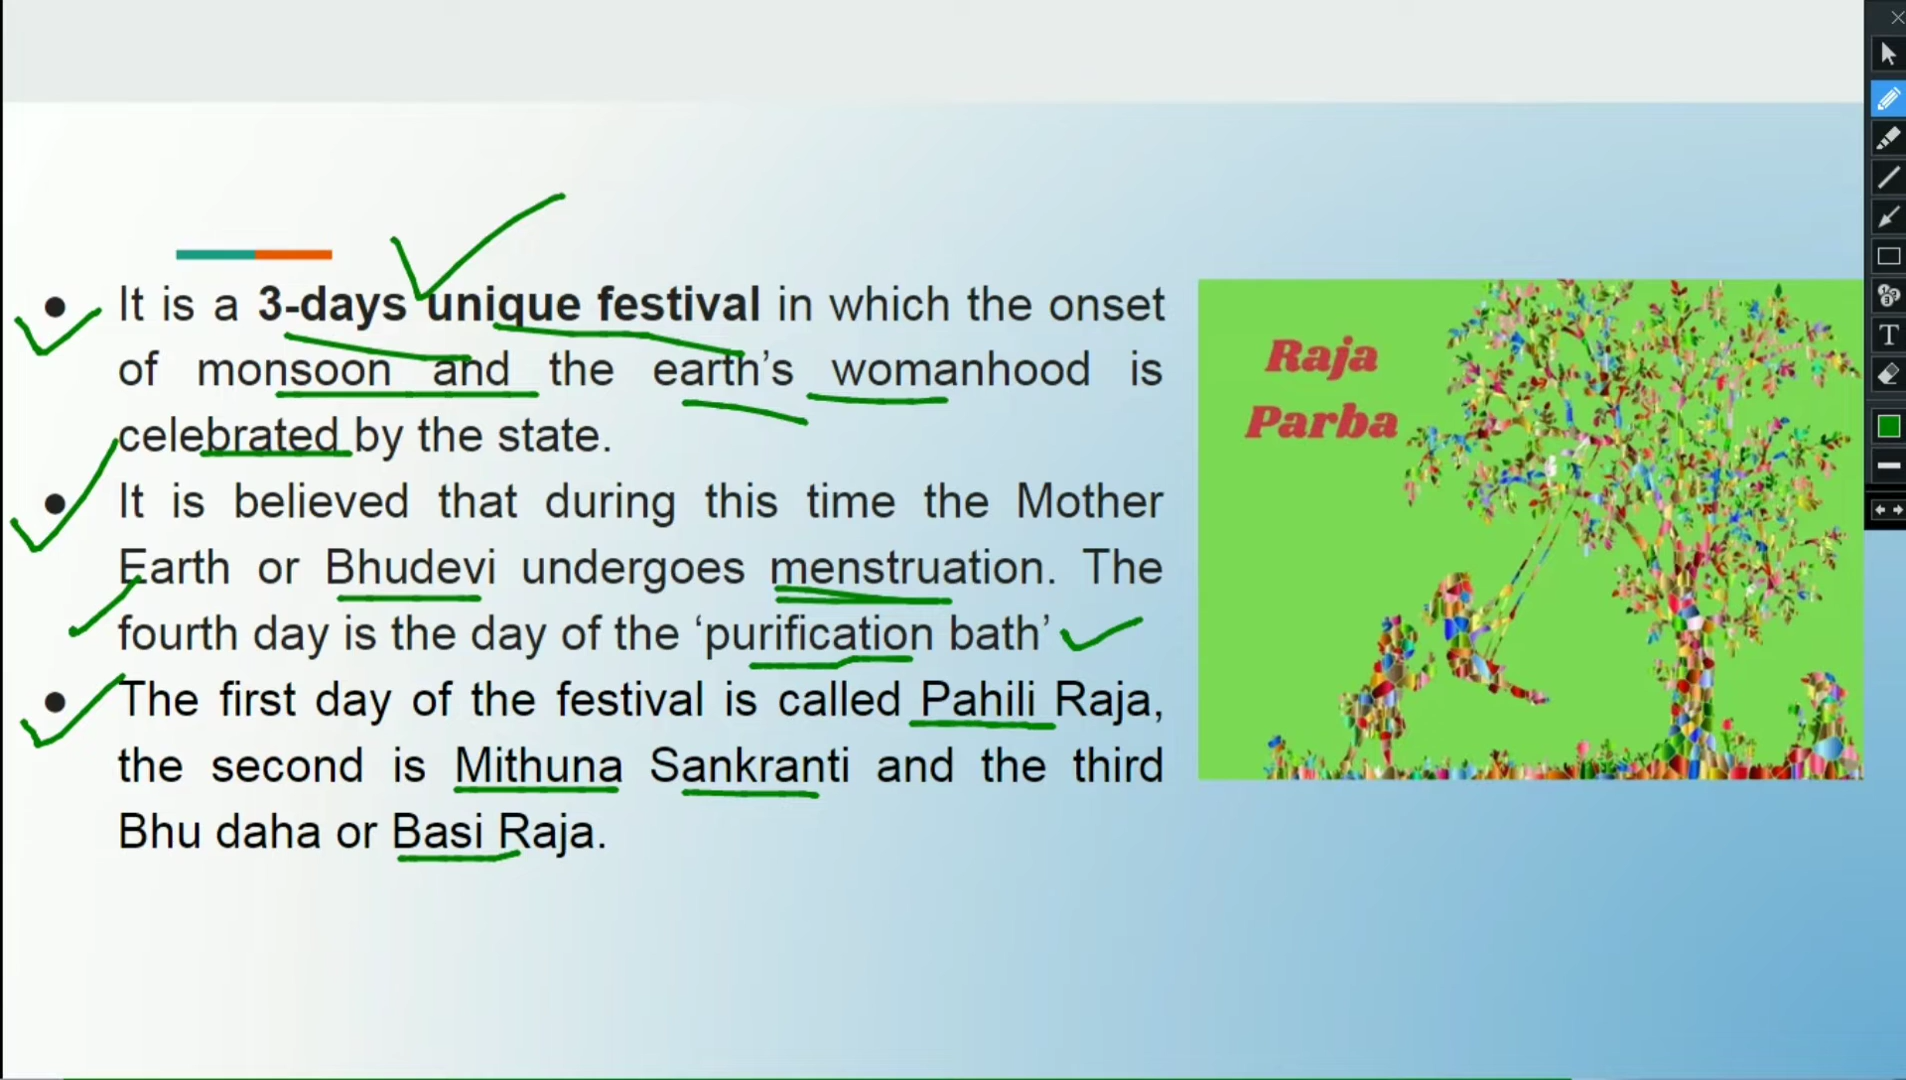 ● It is a 3-days unique festival in which the onset
of monsoon and the earth’s womanhood is
celebrated by the state.
● It is believed that during this time the Mother
Earth or Bhudevi undergoes menstruation. The
fourth day is the day of the ‘purification bath’
● The first day of the festival is called Pahili Raja,
the second is Mithuna Sankranti and the third
Bhu daha or Basi Raja.
Raja
Parba